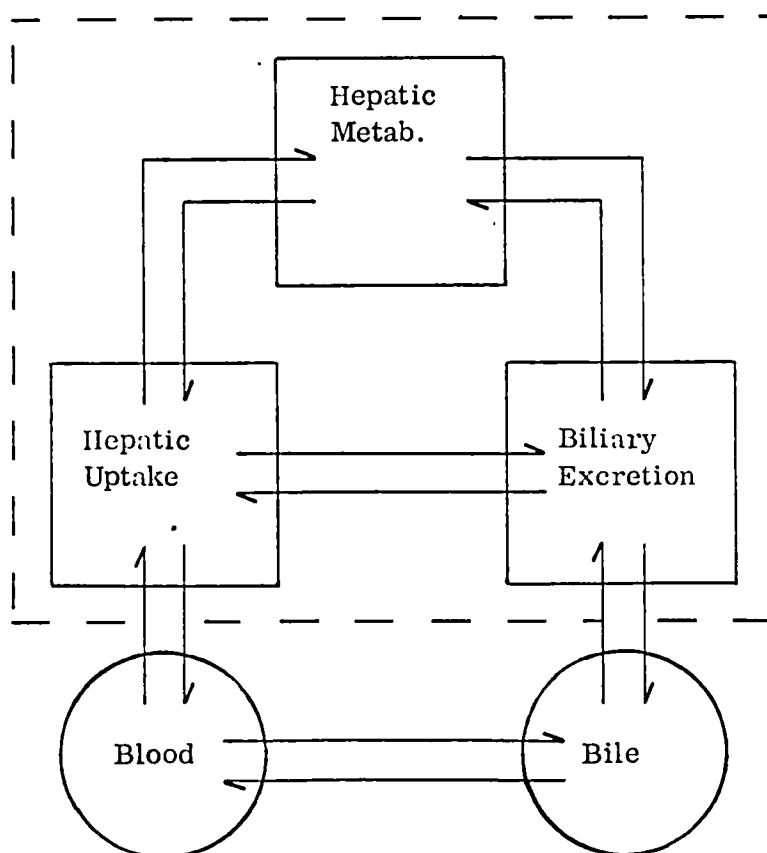 Hepatic
Metab.
Hepatic
Uptake
Biliary
Excretion
Blood
Bile